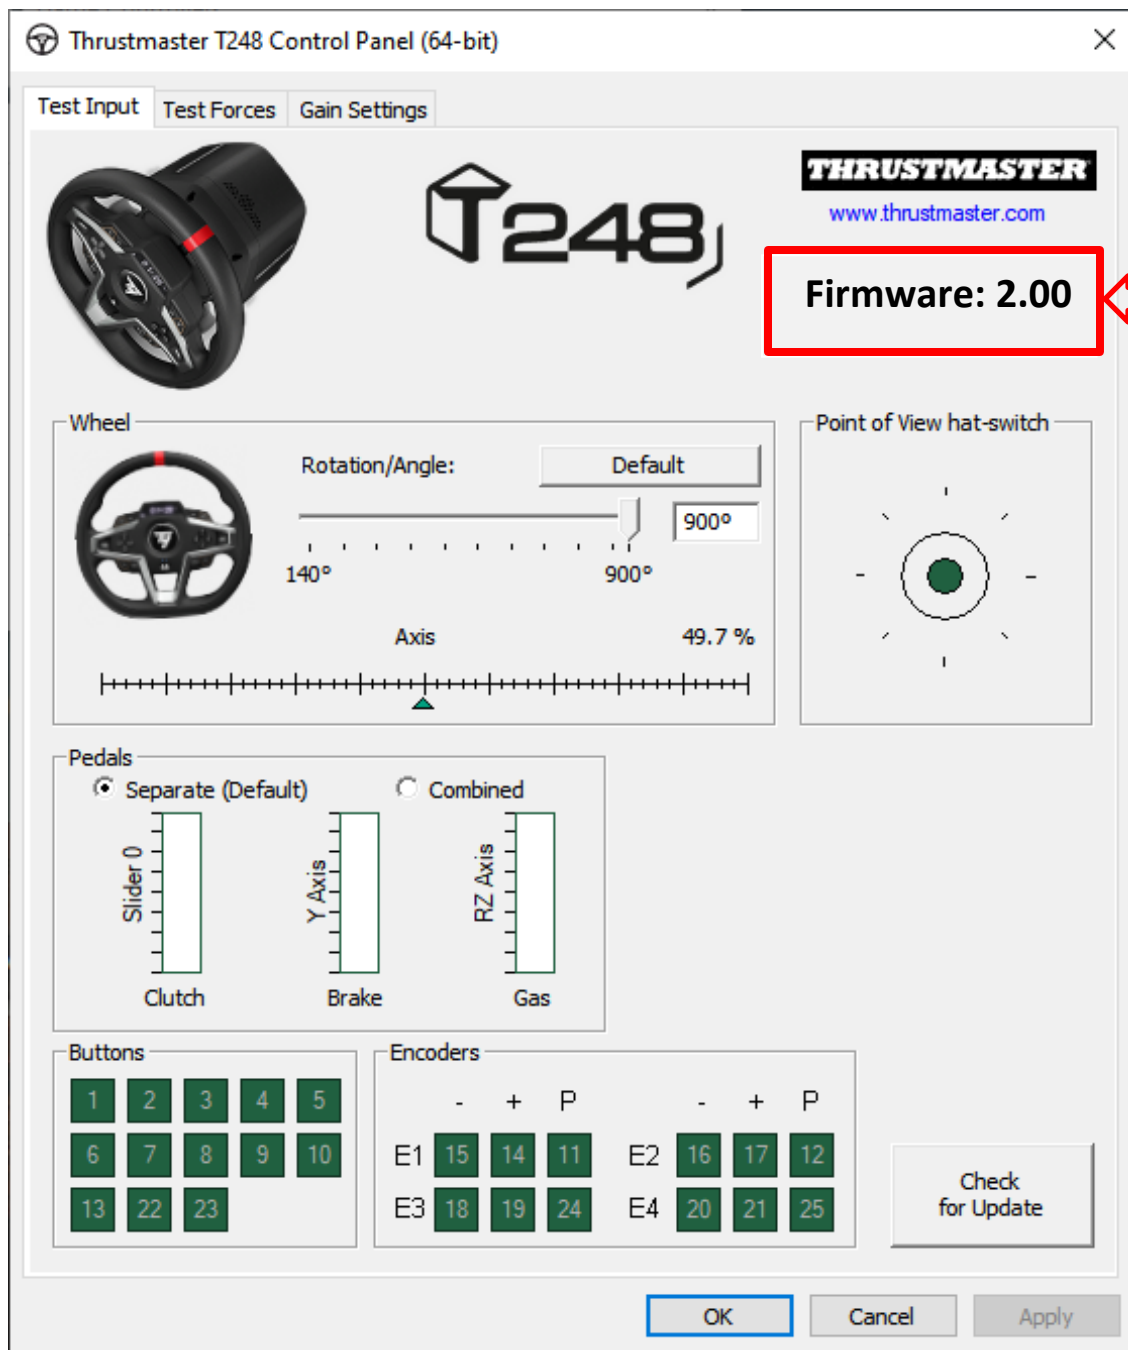 Thrustmaster T248 Control Panel (64-bit)
Test Input Test Forces Gain Settings
T248
THRUSTMASTER
www.thrustmaster.com
Firmware: 2.00
Wheel
Rotation/Angle: Default
900°
140° 900°
Axis 49.7 %
Point of View hat-switch
Pedals
Separate (Default) Combined
Slider 0 Y Axis RZ Axis
Clutch Brake Gas
Buttons
1 2 3 4 5
6 7 8 9 10
13 22 23
Encoders
- + P - + P
E1 15 14 11 E2 16 17 12
E3 18 19 24 E4 20 21 25
Check
for Update
OK Cancel Apply